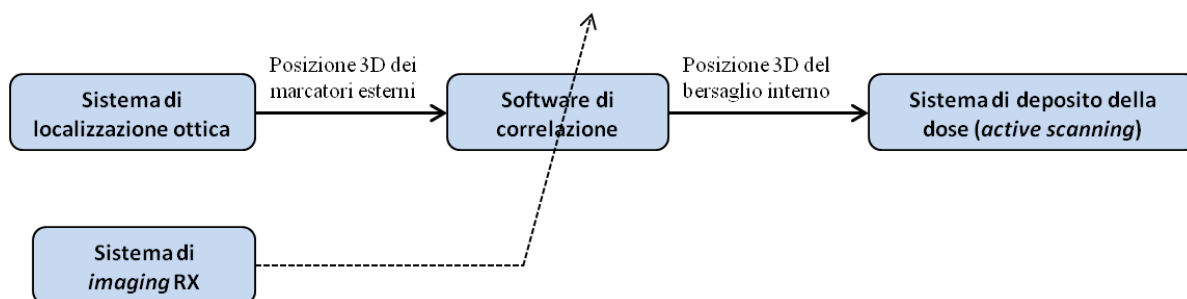 Sistema di
localizzazione ottica
Posizione 3D dei
marcatori esterni
Software di
correlazione
Posizione 3D del
bersaglio interno
Sistema di deposito della
dose (active scanning)
Sistema di
imaging RX